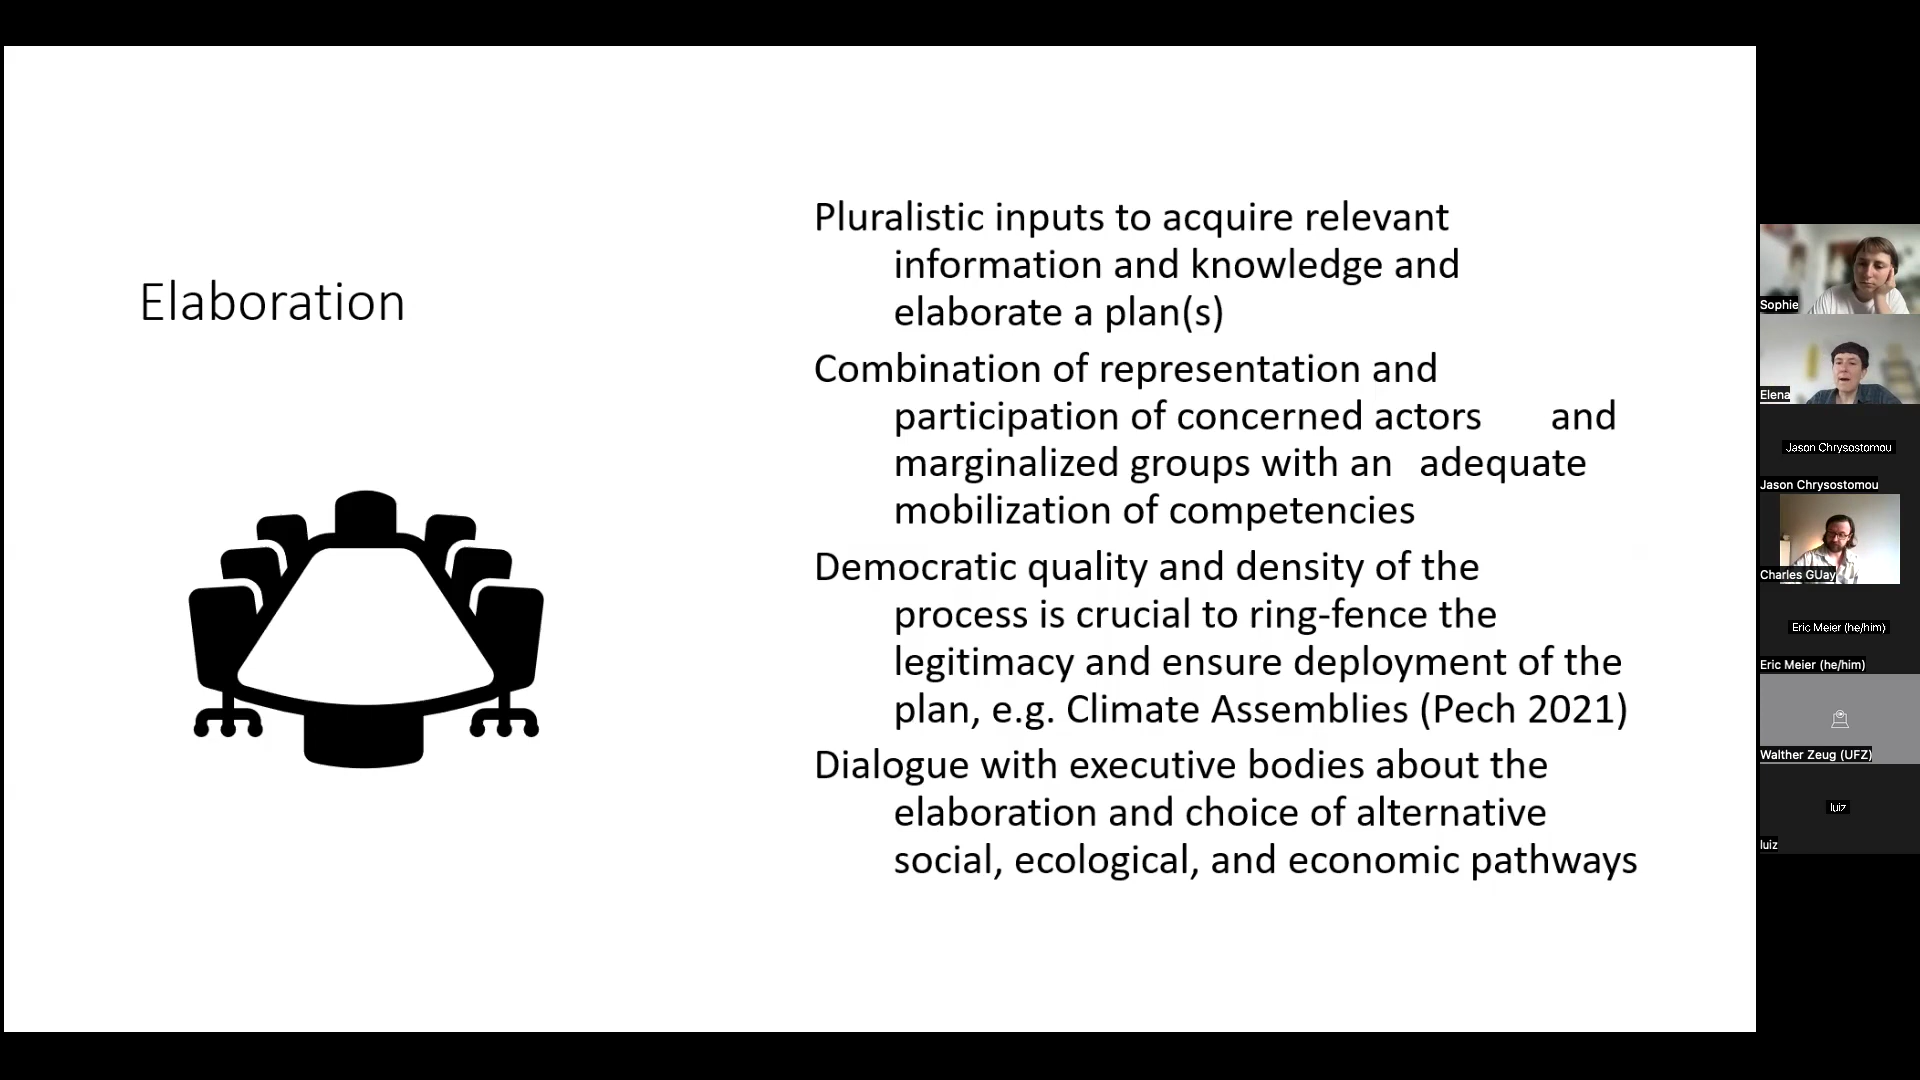 Elaboration
Pluralistic inputs to acquire relevant
information and knowledge and
elaborate a plan(s)
Combination of representation and
participation of concerned actors and
marginalized groups with an adequate
mobilization of competencies
Democratic quality and density of the
process is crucial to ring-fence the
legitimacy and ensure deployment of the
plan, e.g. Climate Assemblies (Pech 2021)
Dialogue with executive bodies about the
elaboration and choice of alternative
social, ecological, and economic pathways
Sophie
Elena
Jason Chrysostomou
Jason Chrysostomou
Charles GUay
Eric Meier (he/him)
Eric Meier (he/him)
Walther Zeug (UFZ)
luiz
luiz